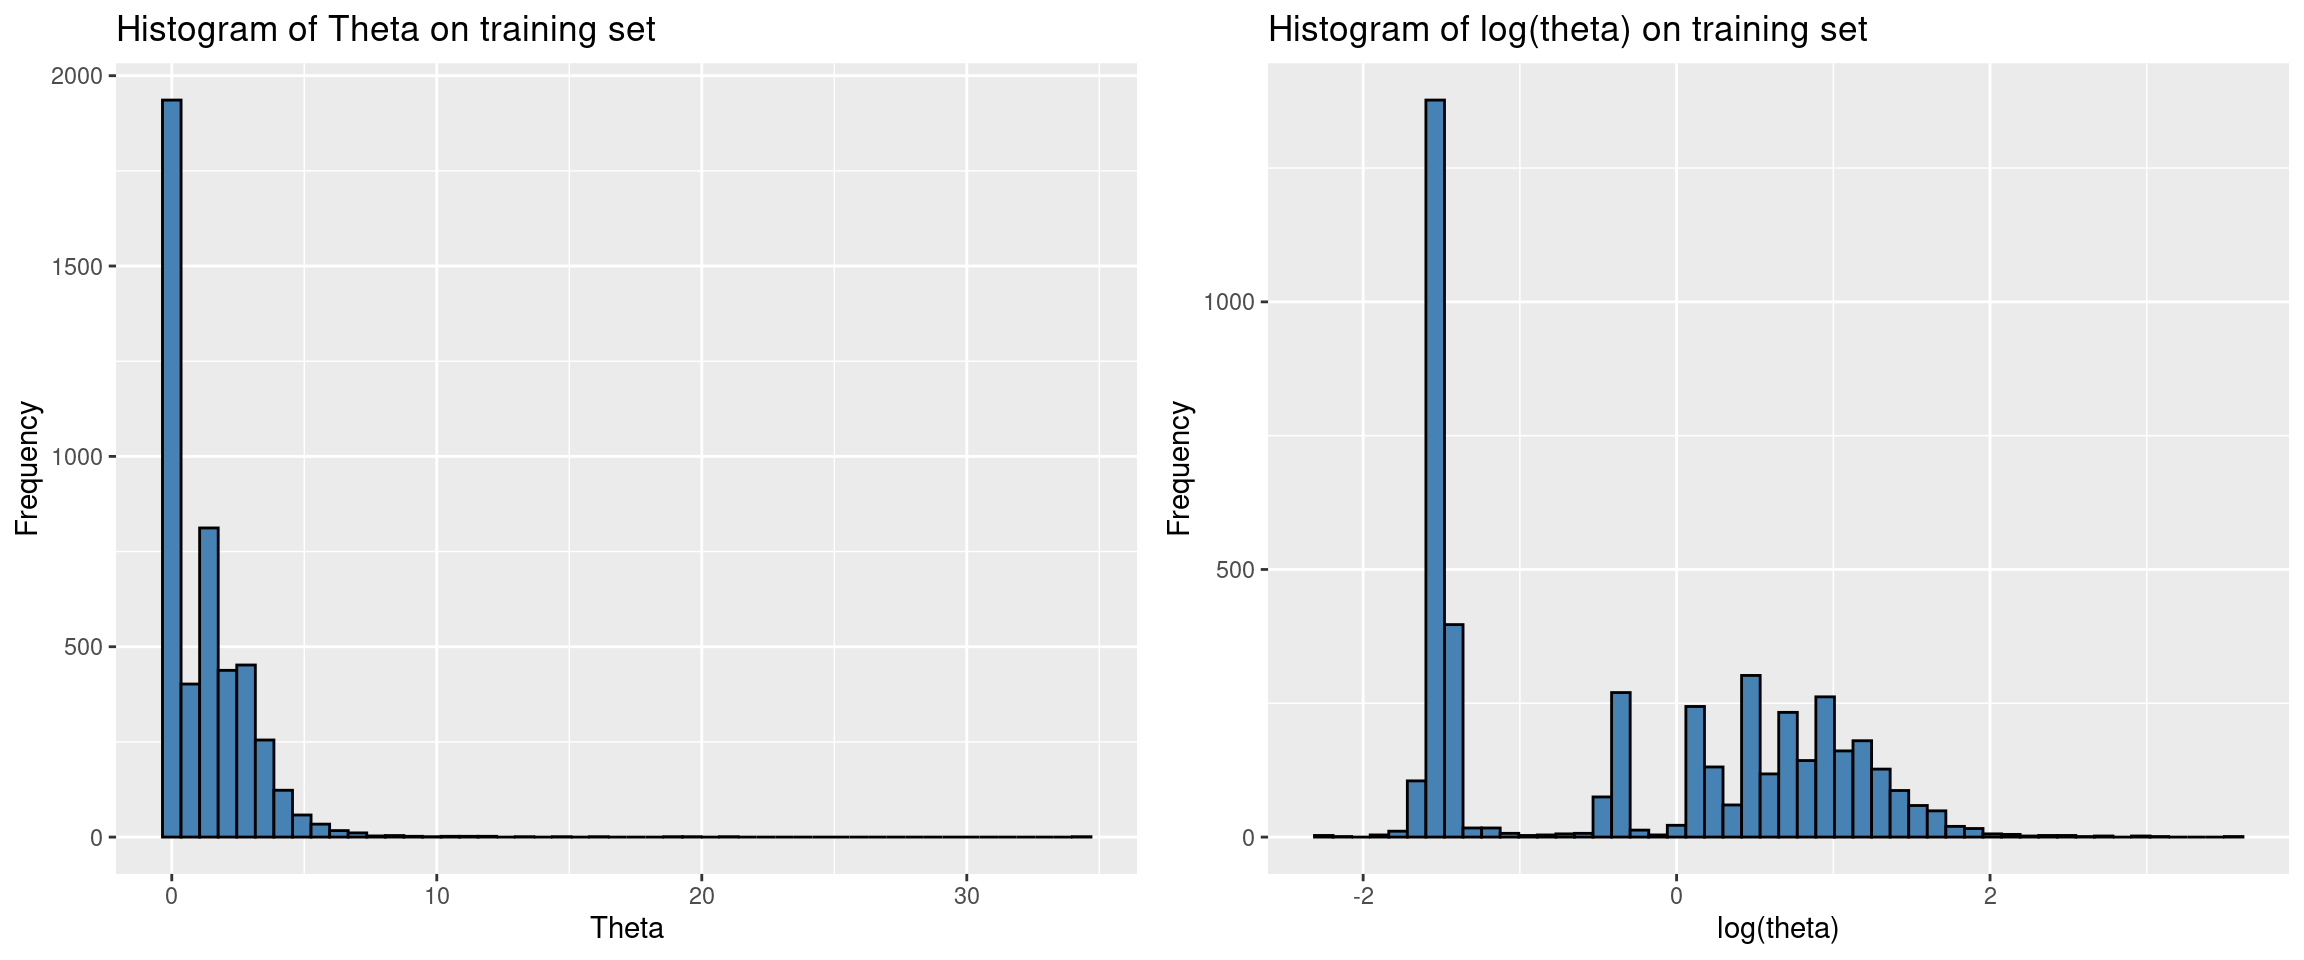 Histogram of Theta on training set
2000
1500
1000
500
0
Frequency
0 10 20 30
Theta
Histogram of log(theta) on training set
1000
500
0
Frequency
-2 0 2
log(theta)